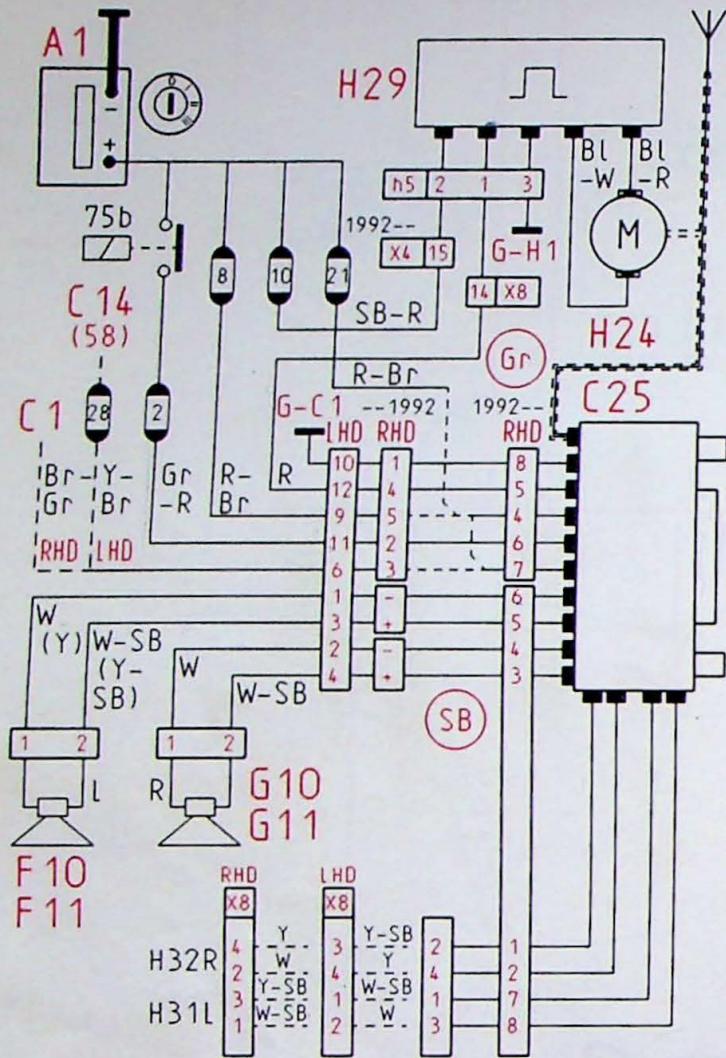 A1
H29
0 I II III
-
+
Bl -W
Bl -R
h5 2 1 3
75b
1992--
X4 15
G-H1
M
8 10 21
14 X8
SB-R
H24
C14
(58)
Gr
R-Br
C25
C1
28 2
G-C1
--1992
1992--
LHD RHD RHD
Br-Gr
Y-Br
Gr-R
R-Br
R
10 1 8
12 4 5
9 5 4
11 2 6
6 3 7
RHD LHD
1 - 6
3 + 5
2 - 4
4 + 3
W
(Y)
W-SB
(Y-SB)
W
W-SB
SB
1 2
1 2
L
R
G10
G11
F10
F11
RHD LHD
X8 X8
4 Y 3 Y-SB 2 1
H32R
2 W 4 Y 4 2
3 Y-SB 1 W-SB 1 7
H31L
1 W-SB 2 W 3 8